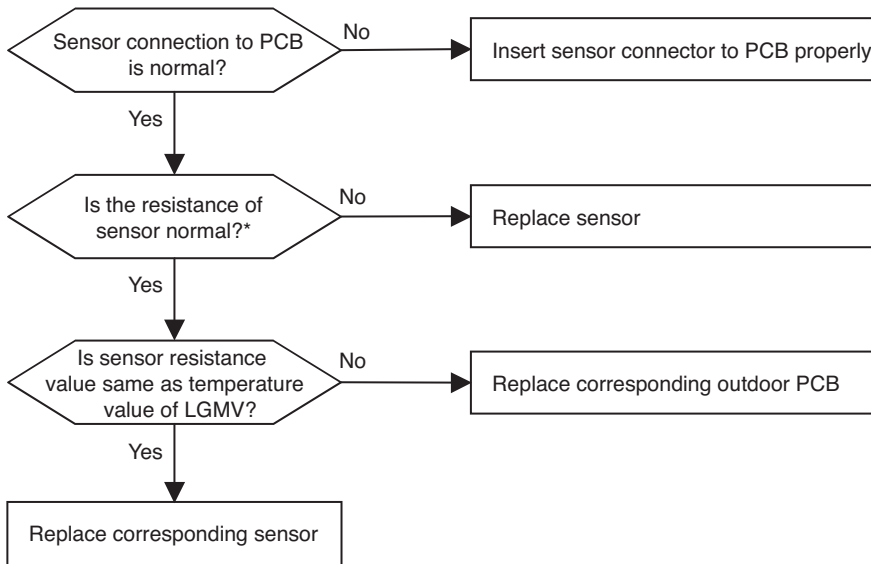 Sensor connection to PCB
is normal?
No
Insert sensor connector to PCB properly
Yes
Is the resistance of
sensor normal?*
No
Replace sensor
Yes
Is sensor resistance
value same as temperature
value of LGMV?
No
Replace corresponding outdoor PCB
Yes
Replace corresponding sensor